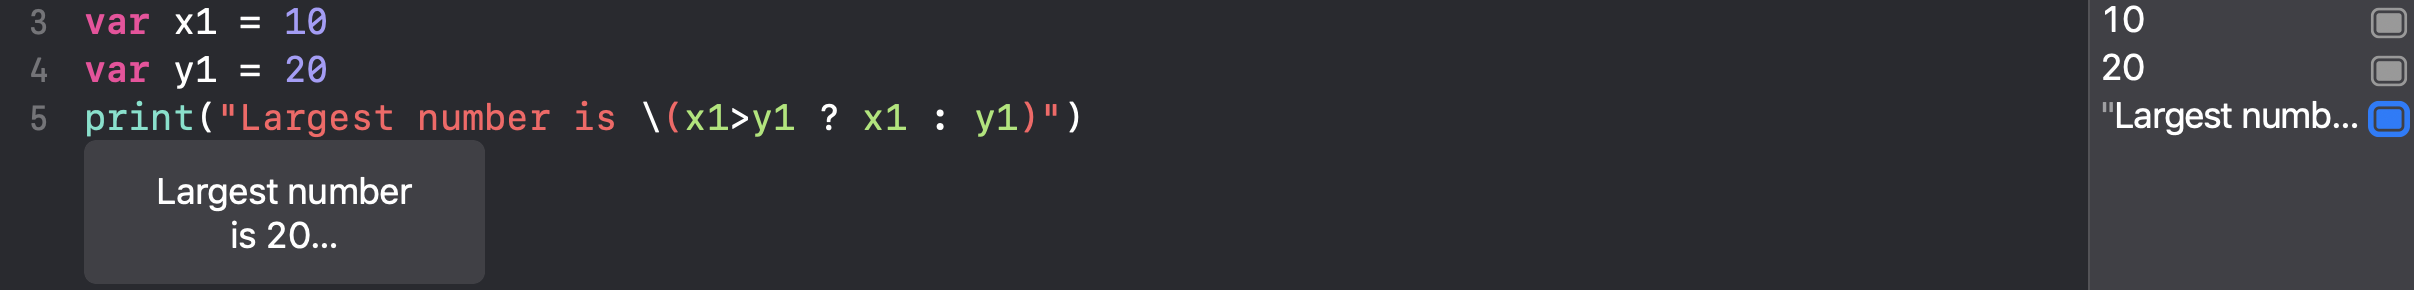 3 var x1 = 10 10
4 var y1 = 20 20
5 print("Largest number is \(x1>y1 ? x1 : y1)") "Largest numb...
Largest number
is 20...